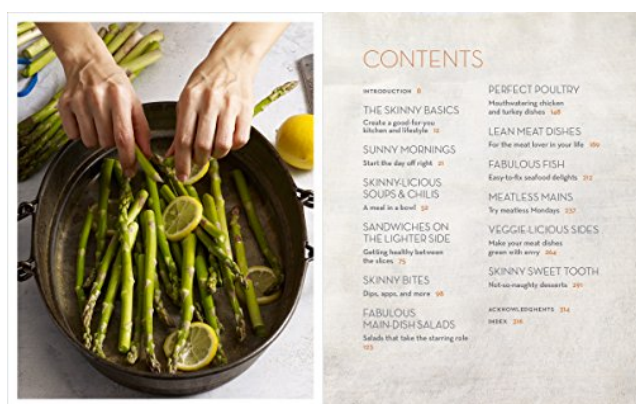 CONTENTS
INTRODUCTION 8
THE SKINNY BASICS
Create a good-for-you
kitchen and lifestyle 12
SUNNY MORNINGS
Start the day off right 21
SKINNY-LICIOUS
SOUPS & CHILIS
A meal in a bowl 52
SANDWICHES ON
THE LIGHTER SIDE
Getting healthy between
the slices 75
SKINNY BITES
Dips, apps, and more 98
FABULOUS
MAIN-DISH SALADS
Salads that take the starring role
123
PERFECT POULTRY
Mouthwatering chicken
and turkey dishes 148
LEAN MEAT DISHES
For the meat lover in your life 189
FABULOUS FISH
Easy-to-fix seafood delights 213
MEATLESS MAINS
Try meatless Mondays 237
VEGGIE-LICIOUS SIDES
Make your meat dishes
green with envy 264
SKINNY SWEET TOOTH
Not-so-naughty desserts 291
ACKNOWLEDGMENTS 314
INDEX 316